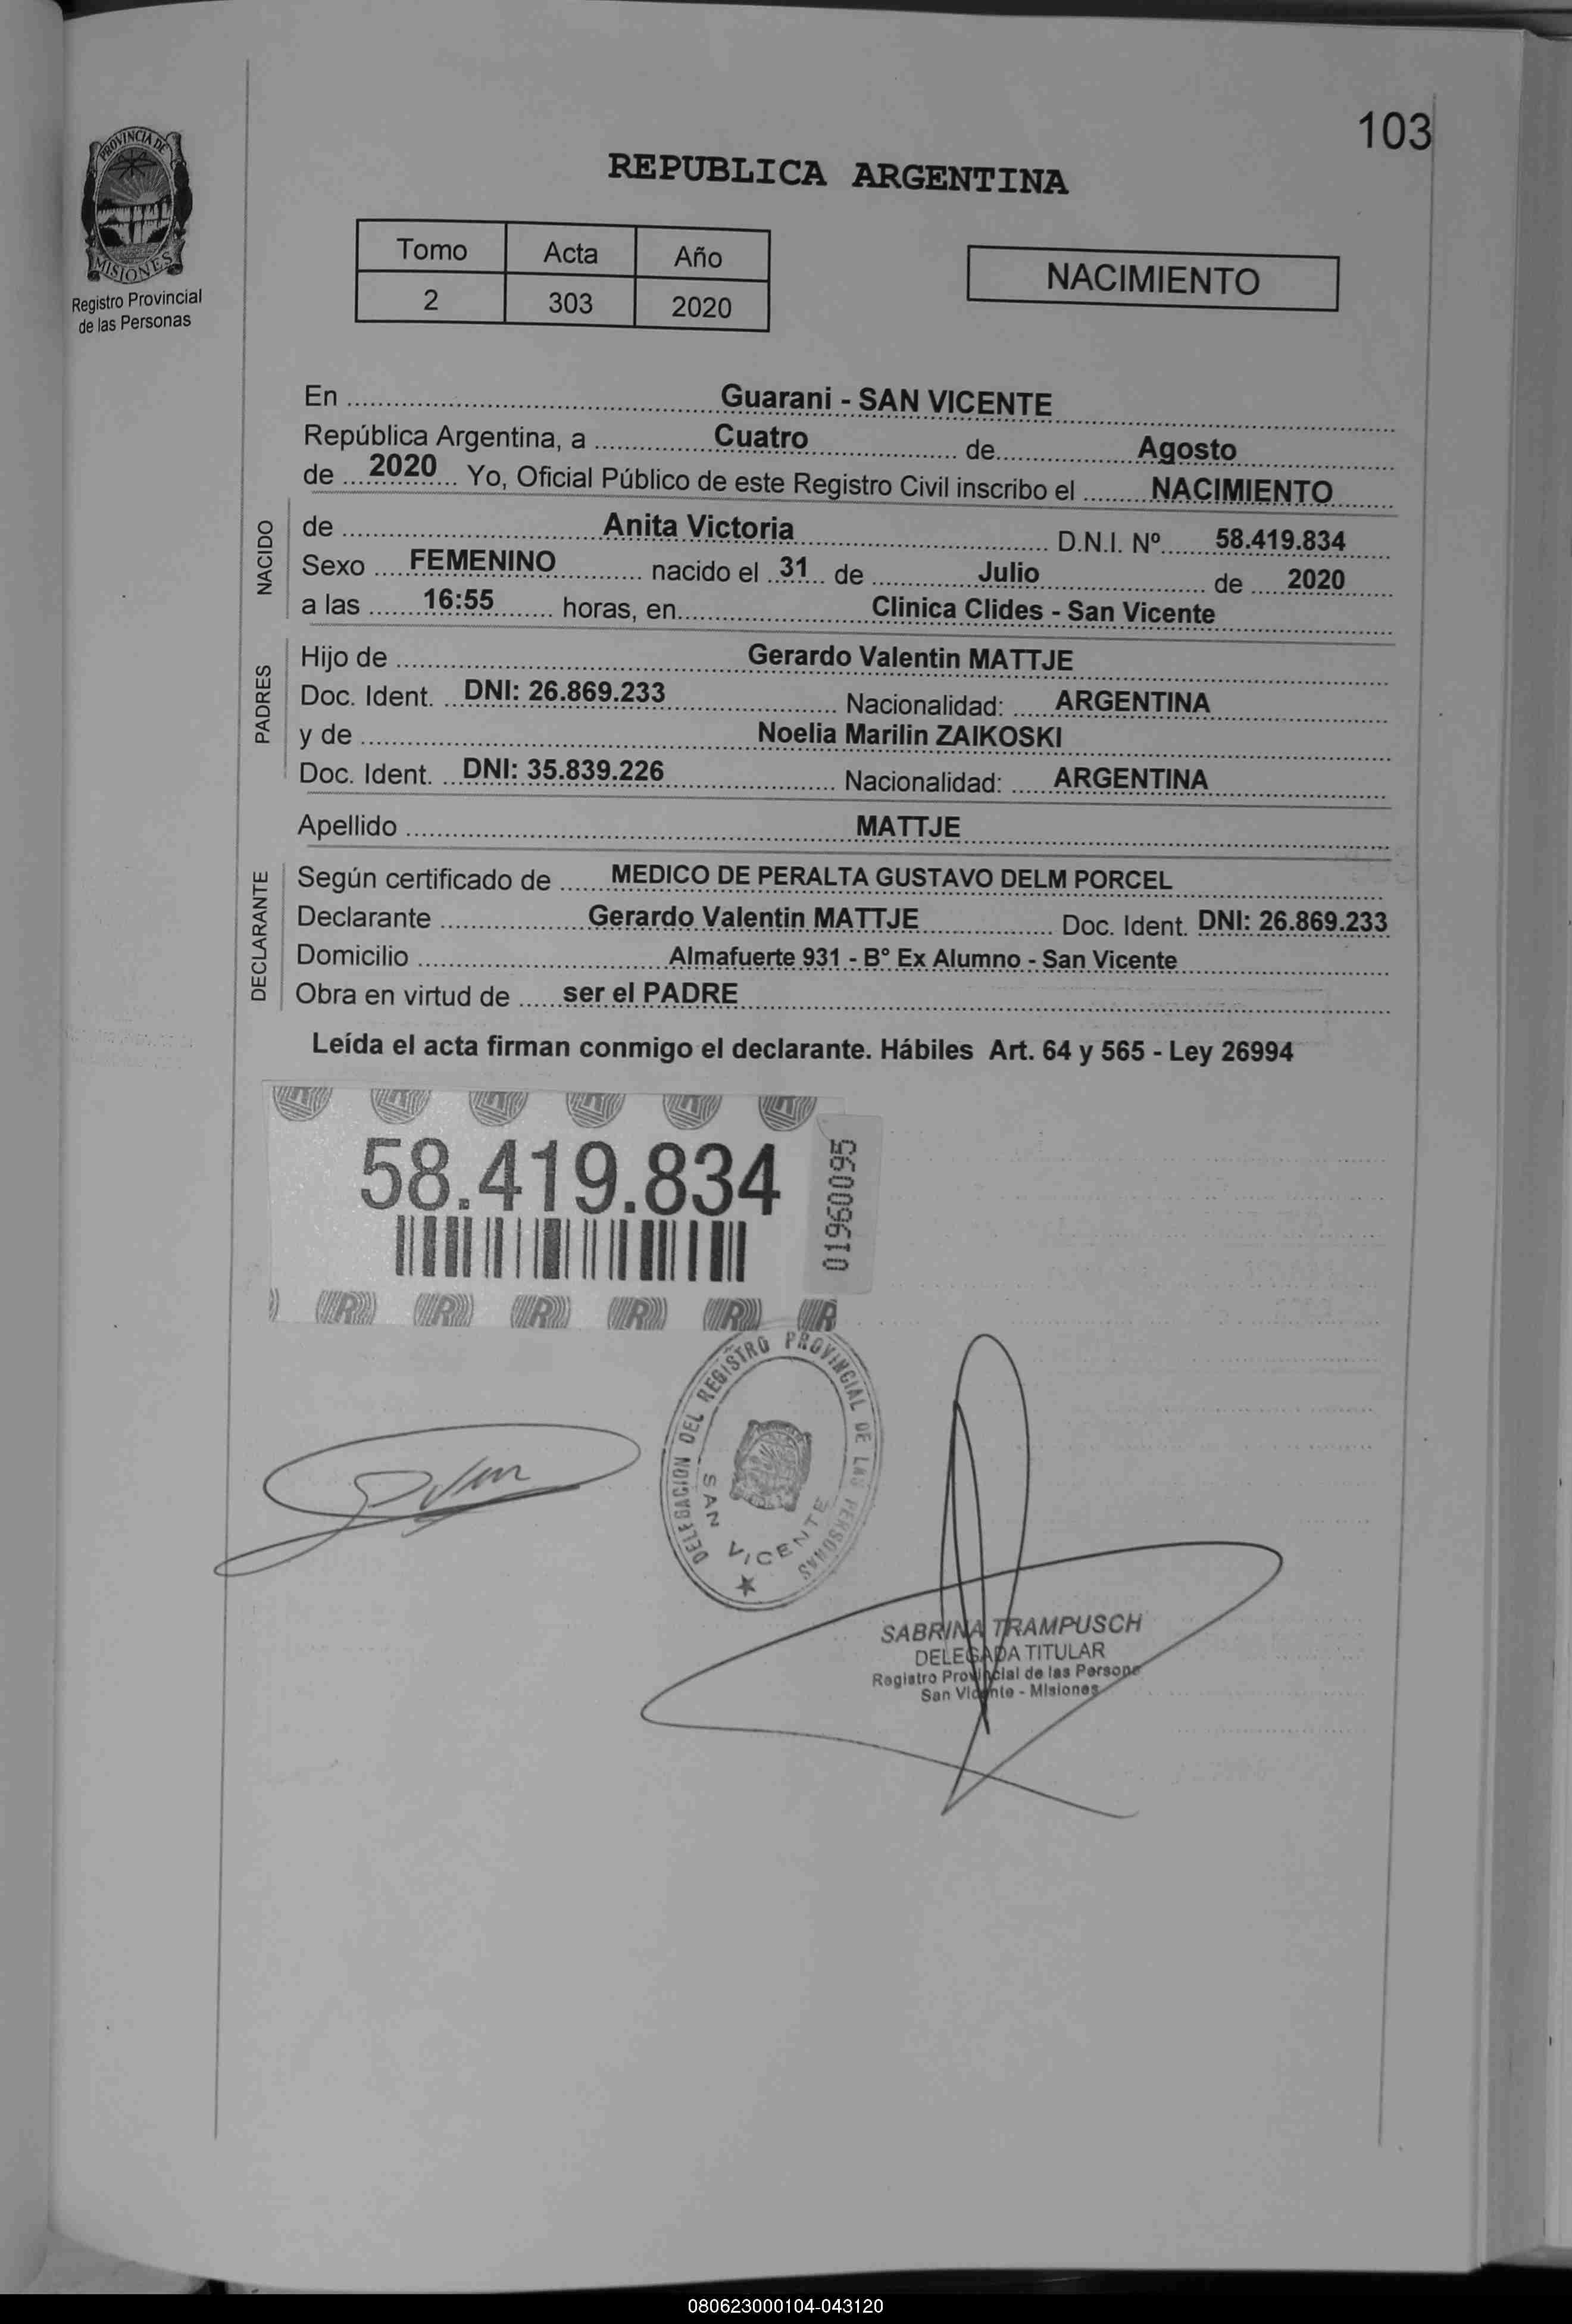 103
PROVINCIA DE
MISIONES
Registro Provincial
de las Personas
REPUBLICA ARGENTINA
Tomo Acta Año
2 303 2020
NACIMIENTO
En Guarani - SAN VICENTE
República Argentina, a Cuatro de Agosto
de 2020 Yo, Oficial Público de este Registro Civil inscribo el NACIMIENTO
NACIDO
de Anita Victoria D.N.I. Nº 58.419.834
Sexo FEMENINO nacido el 31 de Julio de 2020
a las 16:55 horas, en Clinica Clides - San Vicente
PADRES
Hijo de Gerardo Valentin MATTJE
Doc. Ident. DNI: 26.869.233 Nacionalidad: ARGENTINA
y de Noelia Marilin ZAIKOSKI
Doc. Ident. DNI: 35.839.226 Nacionalidad: ARGENTINA
Apellido MATTJE
DECLARANTE
Según certificado de MEDICO DE PERALTA GUSTAVO DELM PORCEL
Declarante Gerardo Valentin MATTJE Doc. Ident. DNI: 26.869.233
Domicilio Almafuerte 931 - B° Ex Alumno - San Vicente
Obra en virtud de ser el PADRE
Leída el acta firman conmigo el declarante. Hábiles Art. 64 y 565 - Ley 26994
58.419.834
01960095
DELEGACION DEL REGISTRO PROVINCIAL DE LAS PERSONAS
SAN VICENTE
SABRINA TRAMPUSCH
DELEGADA TITULAR
Registro Provincial de las Persona
San Vicente - Misiones
080623000104-043120